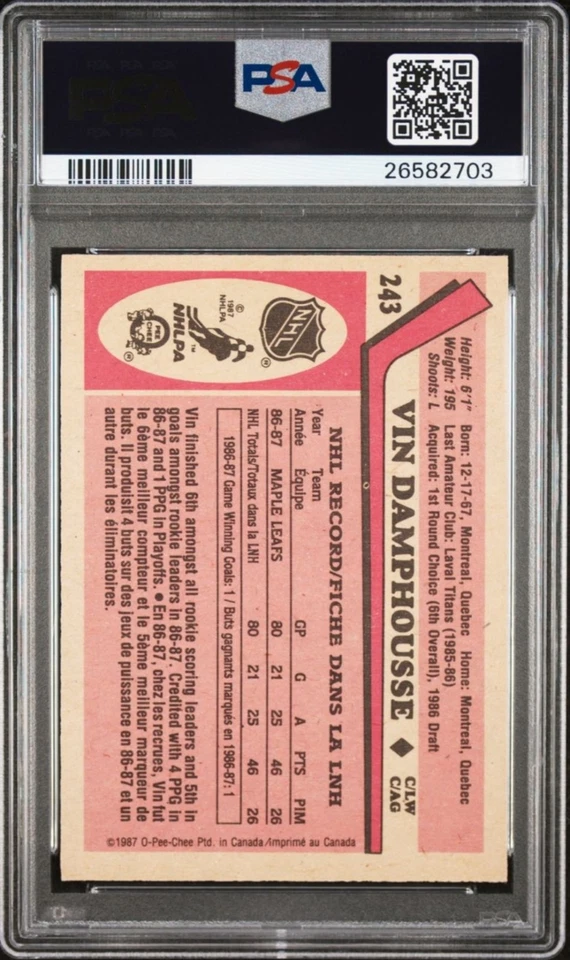 PSA
26582703
243
Height: 6'1" Born: 12-17-67, Montreal, Quebec Home: Montreal, Quebec
Weight: 195 Last Amateur Club: Laval Titans (1985-86)
Shoots: L Acquired: 1st Round Choice (6th Overall), 1986 Draft
VIN DAMPHOUSSE ◆ C/LW
C/AG
NHL RECORD/FICHE DANS LA LNH
Year Team
Année Équipe GP G A PTS PIM
86-87 MAPLE LEAFS 80 21 25 46 26
NHL Totals/Totaux dans la LNH 80 21 25 46 26
1986-87 Game Winning Goals: 1 / Buts gagnants marqués en 1986-87: 1
Vin finished 6th amongst all rookie scoring leaders and 5th in
goals amongst rookie leaders in 86-87. Credited with 4 PPG in
86-87 and 1 PPG in Playoffs. ● En 86-87, chez les recrues, Vin fut
le 6ème meilleur compteur et le 5ème meilleur marqueur de
buts. Il produisit 4 buts sur des jeux de puissance en 86-87 et un
autre durant les éliminatoires.
NHL
© 1987
NHLPA
NHLPA™
O PEE CHEE
©1987 O-Pee-Chee Ptd. in Canada/Imprimé au Canada